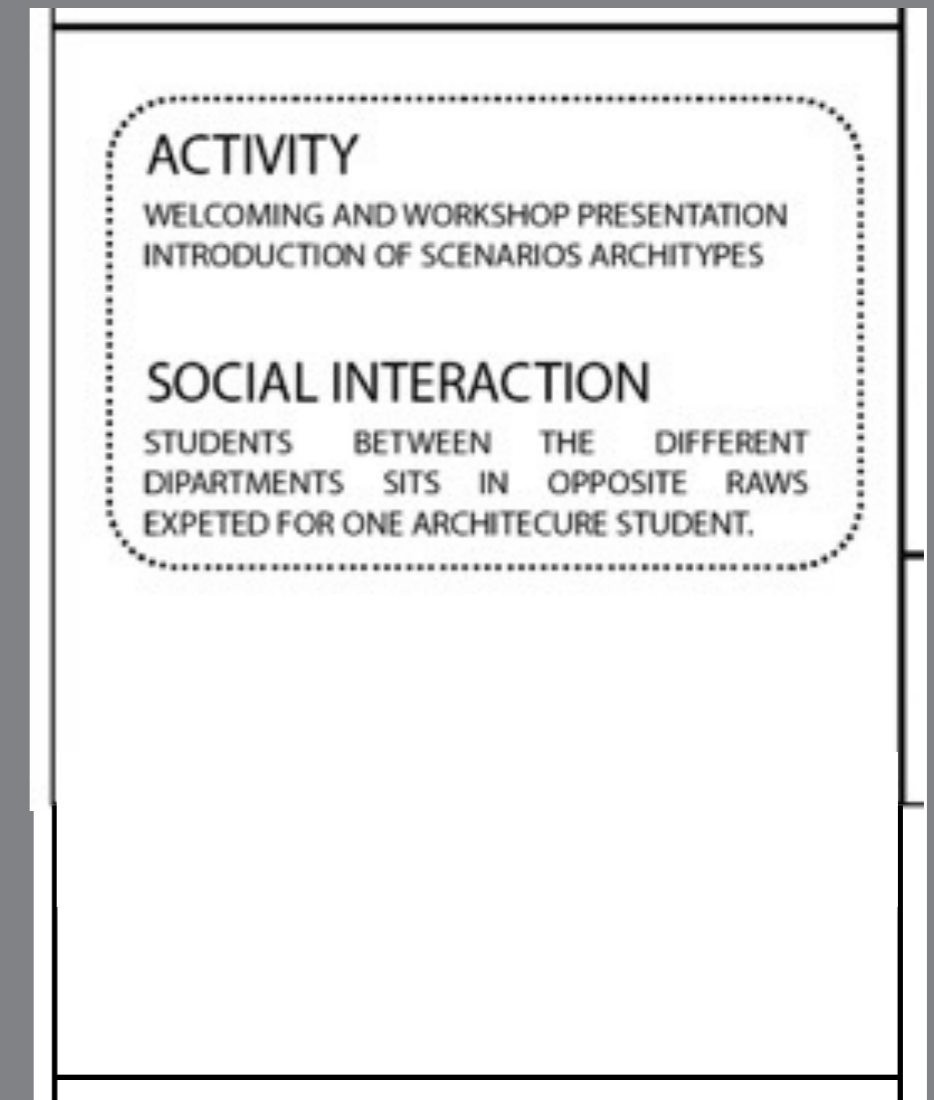 ACTIVITY
WELCOMING AND WORKSHOP PRESENTATION
INTRODUCTION OF SCENARIOS ARCHITYPES
SOCIAL INTERACTION
STUDENTS BETWEEN THE DIFFERENT
DIPARTMENTS SITS IN OPPOSITE RAWS
EXPETED FOR ONE ARCHITECURE STUDENT.